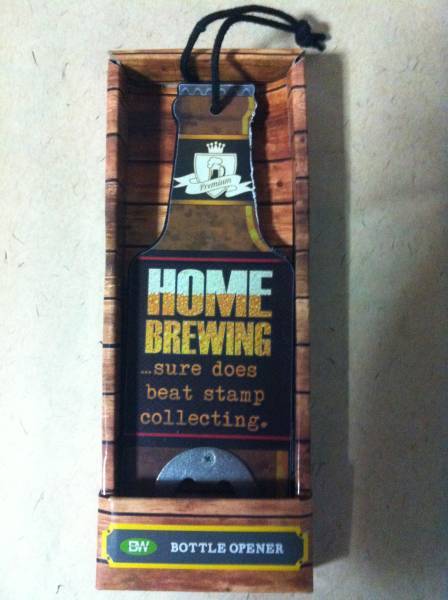 Premium
HOME
BREWING
...sure does
beat stamp
collecting.
BW BOTTLE OPENER